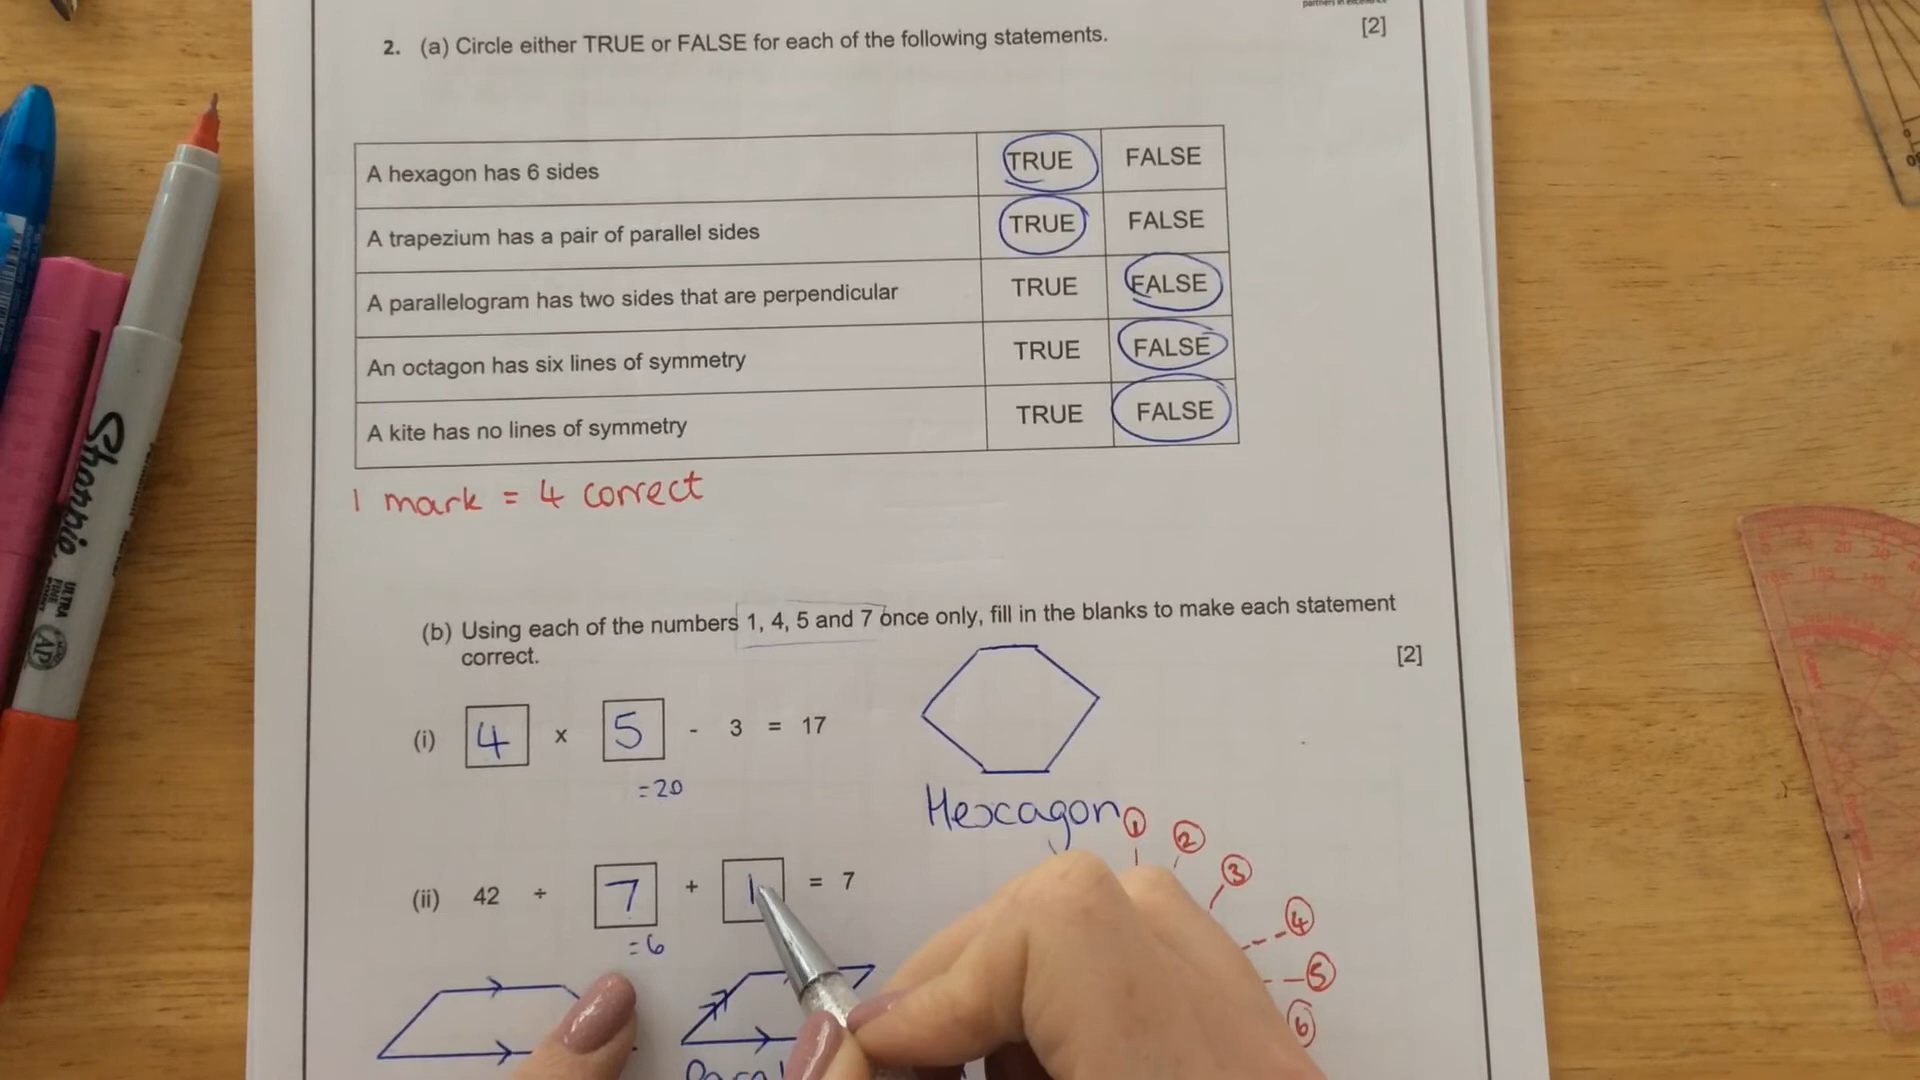 partners in excellence
[2]
2. (a) Circle either TRUE or FALSE for each of the following statements.
A hexagon has 6 sides TRUE FALSE
A trapezium has a pair of parallel sides TRUE FALSE
A parallelogram has two sides that are perpendicular TRUE FALSE
An octagon has six lines of symmetry TRUE FALSE
A kite has no lines of symmetry TRUE FALSE
1 mark = 4 correct
(b) Using each of the numbers 1, 4, 5 and 7 once only, fill in the blanks to make each statement
correct.
[2]
(i) 4 x 5 - 3 = 17
=20
Hexagon
1
2
3
4
5
6
(ii) 42 ÷ 7 + 1 = 7
=6
Sharpie
ULTRA
FINE
AP